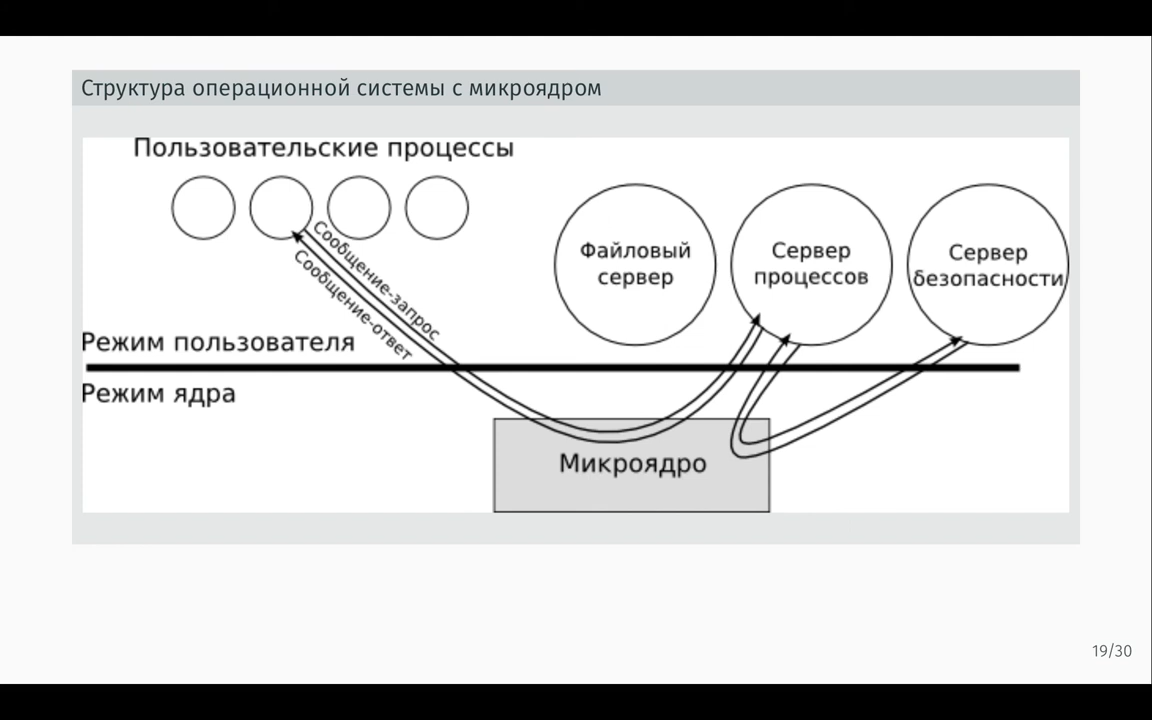 Структура операционной системы с микроядром
Пользовательские процессы
Сообщение-запрос
Сообщение-ответ
Файловый
сервер
Сервер
процессов
Сервер
безопасности
Режим пользователя
Режим ядра
Микроядро
19/30